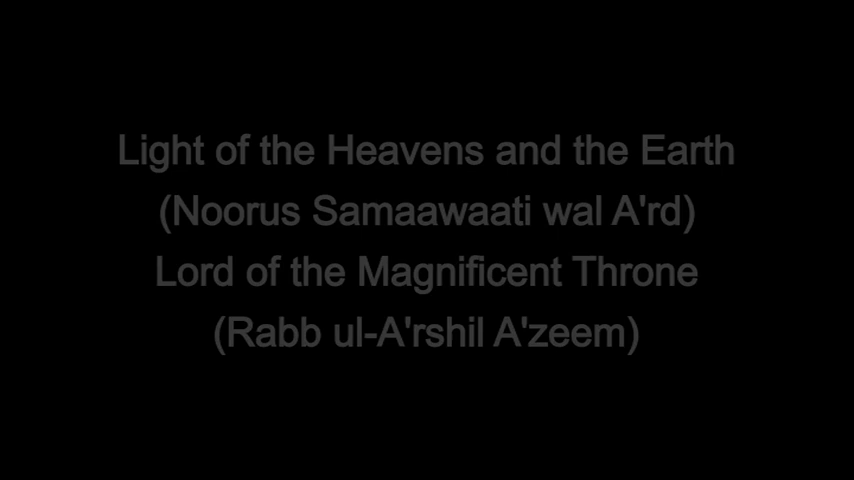 Light of the Heavens and the Earth
(Noorus Samaawaati wal A'rd)
Lord of the Magnificent Throne
(Rabb ul-A'rshil A'zeem)